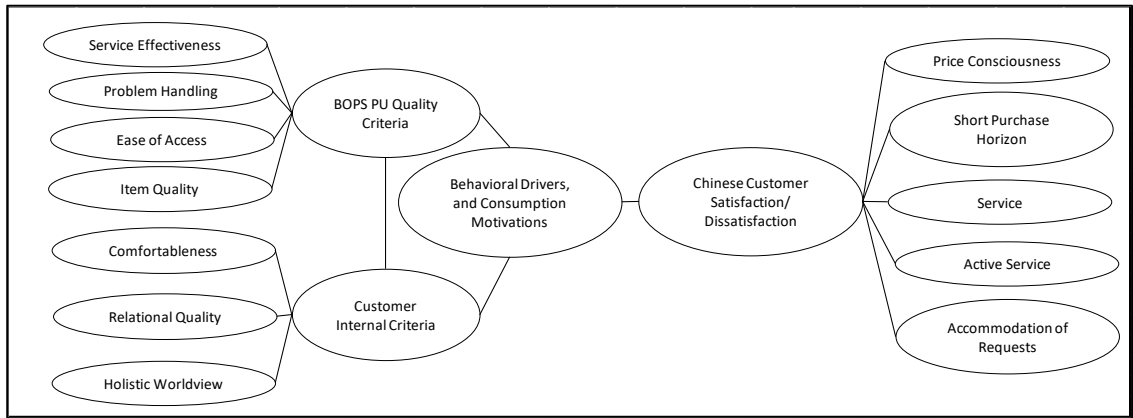 Service Effectiveness
Problem Handling
Ease of Access
Item Quality
Comfortableness
Relational Quality
Holistic Worldview
BOPS PU Quality
Criteria
Customer
Internal Criteria
Behavioral Drivers,
and Consumption
Motivations
Chinese Customer
Satisfaction/
Dissatisfaction
Price Consciousness
Short Purchase
Horizon
Service
Active Service
Accommodation of
Requests